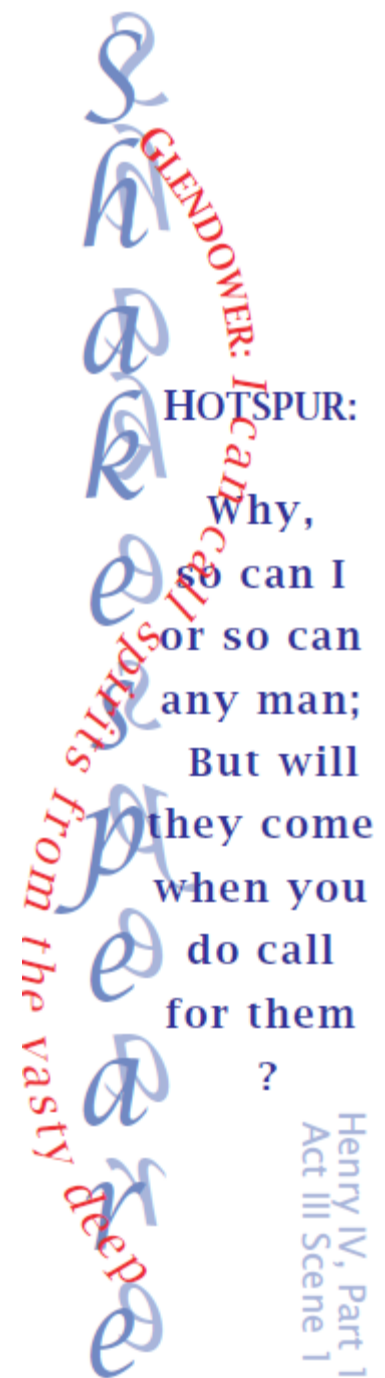 Shakespeare
GLENDOWER: I can call spirits from the vasty deep
HOTSPUR:
Why,
so can I
or so can
any man;
But will
they come
when you
do call
for them
?
Henry IV, Part 1
Act III Scene 1